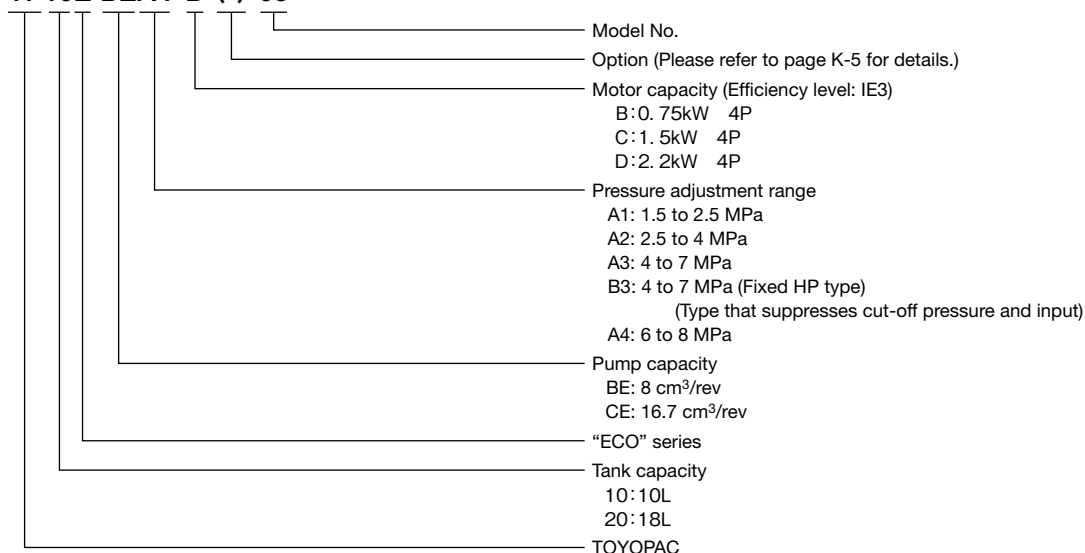 Model No.
Option (Please refer to page K-5 for details.)
Motor capacity (Efficiency level: IE3)
B:0. 75kW 4P
C:1. 5kW 4P
D:2. 2kW 4P
Pressure adjustment range
A1: 1.5 to 2.5 MPa
A2: 2.5 to 4 MPa
A3: 4 to 7 MPa
B3: 4 to 7 MPa (Fixed HP type)
(Type that suppresses cut-off pressure and input)
A4: 6 to 8 MPa
Pump capacity
BE: 8 cm³/rev
CE: 16.7 cm³/rev
“ECO” series
Tank capacity
10:10L
20:18L
TOYOPAC